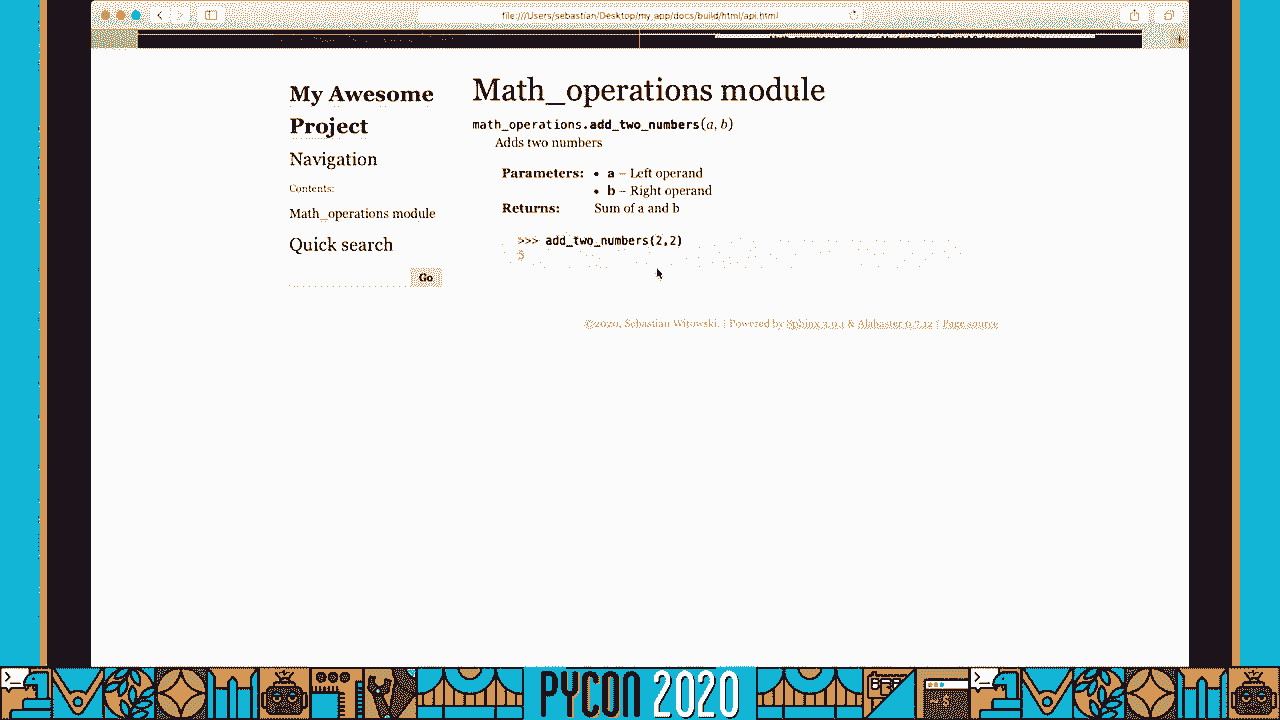 file:///Users/sebastian/Desktop/my_app/docs/build/html/api.html
My Awesome
Project
Navigation
Contents:
Math_operations module
Quick search
Go
Math_operations module
math_operations.add_two_numbers(a, b)
Adds two numbers
Parameters: • a – Left operand
• b – Right operand
Returns: Sum of a and b
>>> add_two_numbers(2,2)
5
©2020, Sebastian Witowski. | Powered by Sphinx 3.0.1 & Alabaster 0.7.12 | Page source
PYCON 2020